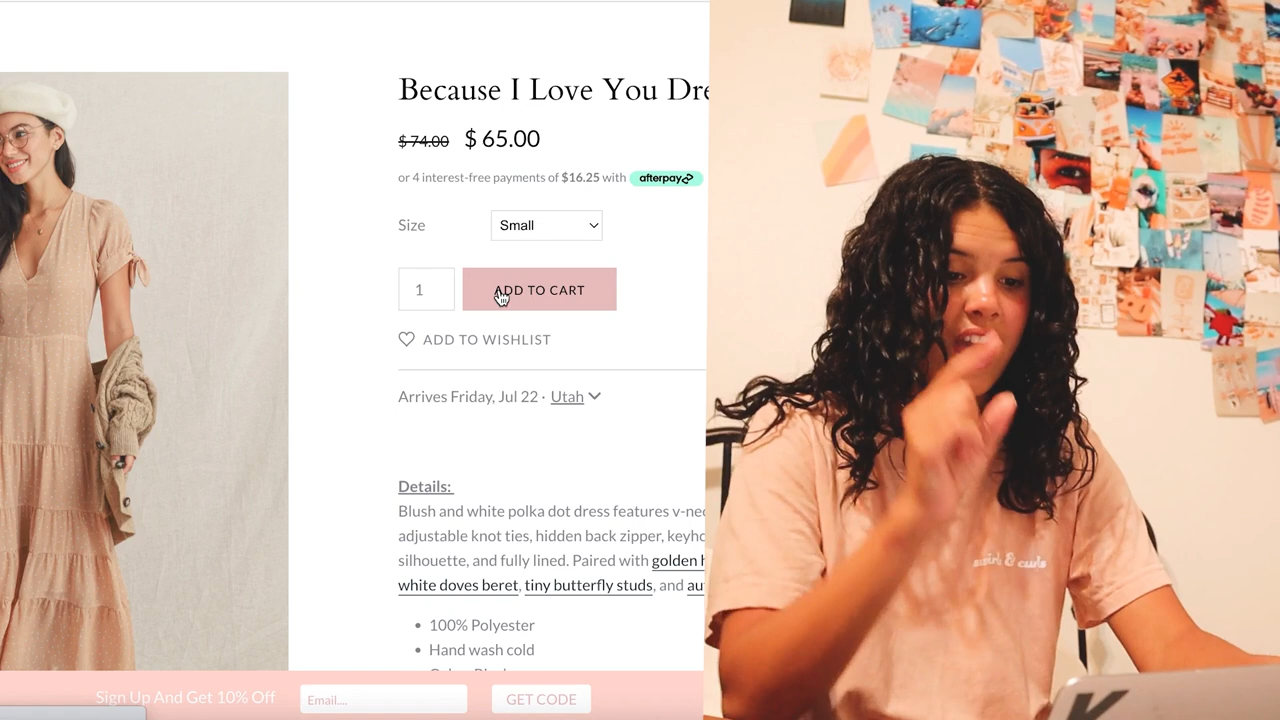 Because I Love You Dre
$ 74.00 $ 65.00
or 4 interest-free payments of $16.25 with afterpay
Size Small
1 ADD TO CART
ADD TO WISHLIST
Arrives Friday, Jul 22 · Utah
Details:
Blush and white polka dot dress features v-nec
adjustable knot ties, hidden back zipper, keyho
silhouette, and fully lined. Paired with golden h
white doves beret, tiny butterfly studs, and au
• 100% Polyester
• Hand wash cold
Sign Up And Get 10% Off Email... GET CODE
& curls